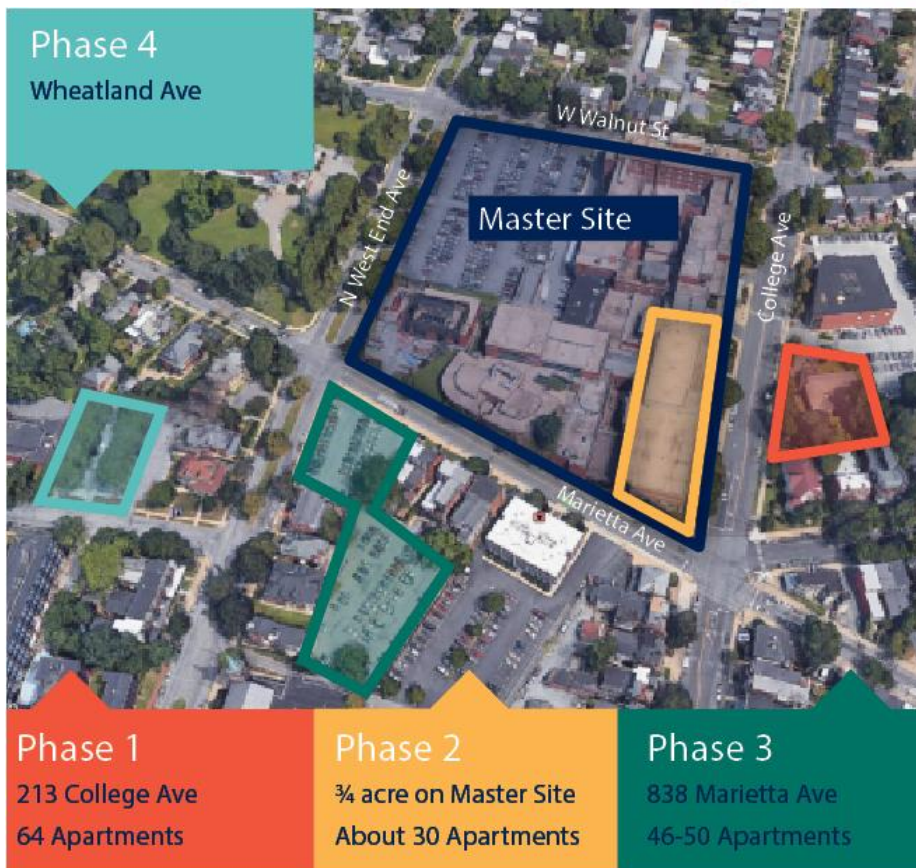 Phase 4
Wheatland Ave
W Walnut St
N West End Ave
Master Site
College Ave
Marietta Ave
Phase 1
213 College Ave
64 Apartments
Phase 2
¾ acre on Master Site
About 30 Apartments
Phase 3
838 Marietta Ave
46-50 Apartments